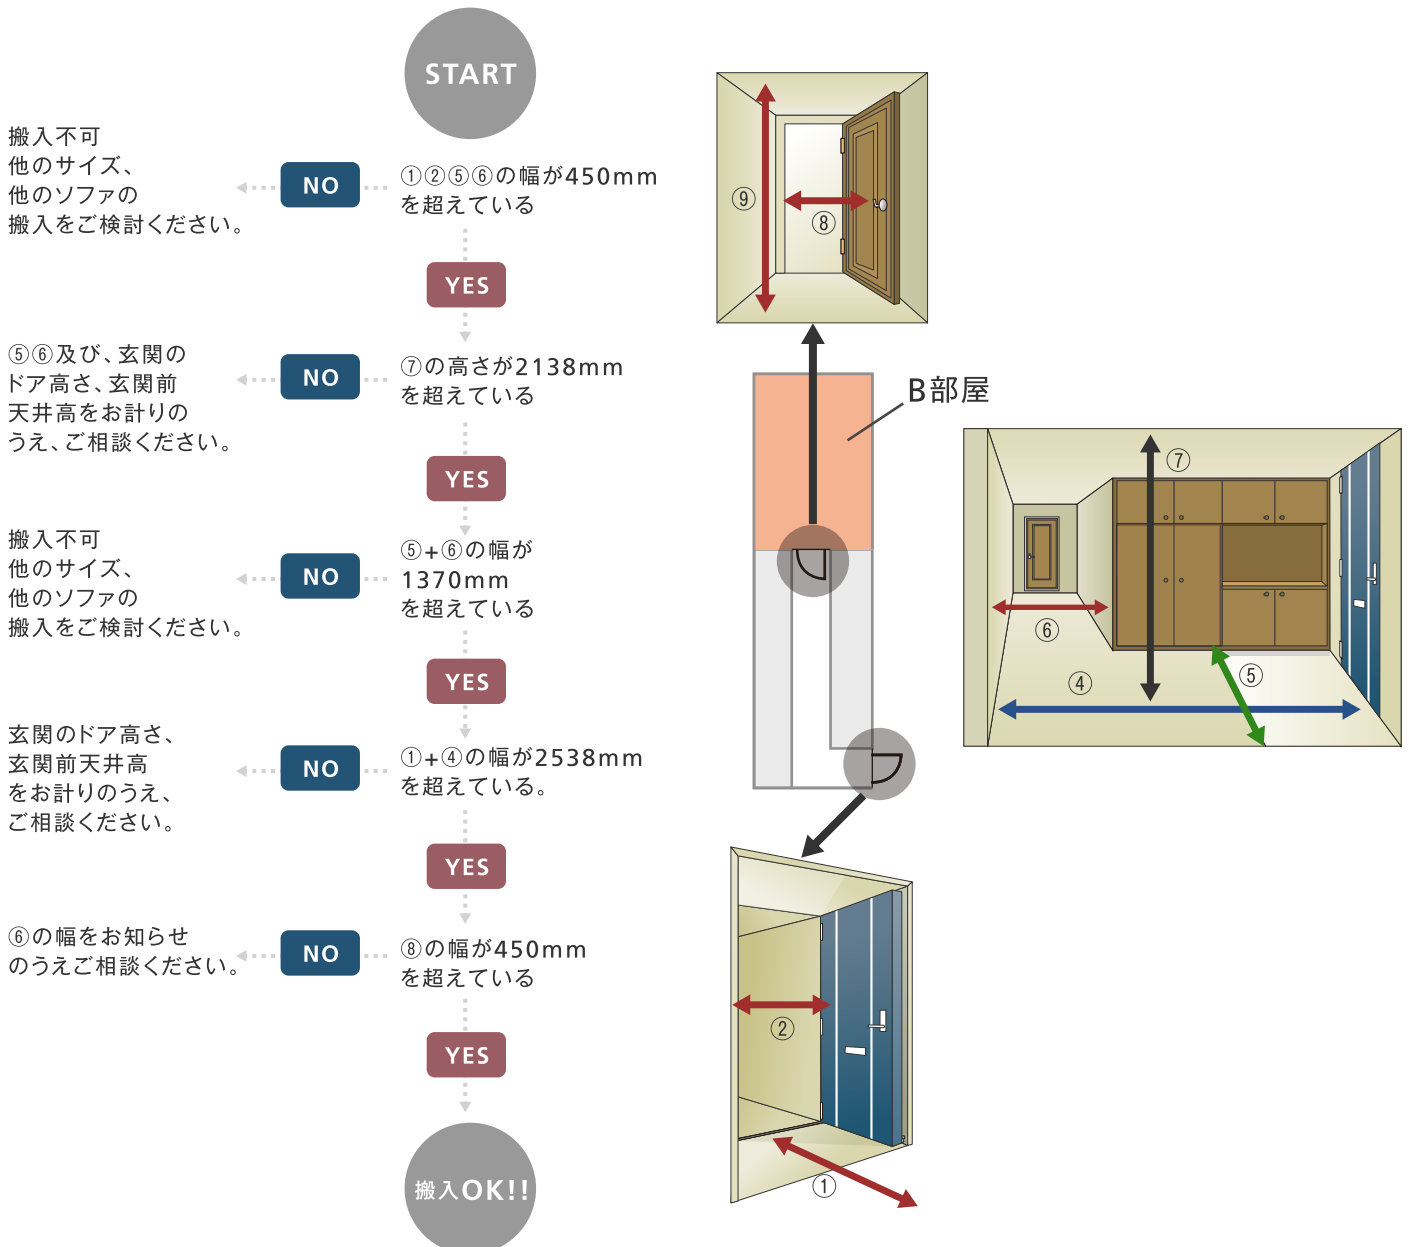 START
搬入不可
他のサイズ、
他のソファの
搬入をご検討ください。
NO
①②⑤⑥の幅が450mm
を超えている
YES
⑤⑥及び、玄関の
ドア高さ、玄関前
天井高をお計りの
うえ、ご相談ください。
NO
⑦の高さが2138mm
を超えている
YES
搬入不可
他のサイズ、
他のソファの
搬入をご検討ください。
NO
⑤+⑥の幅が
1370mm
を超えている
YES
玄関のドア高さ、
玄関前天井高
をお計りのうえ、
ご相談ください。
NO
①+④の幅が2538mm
を超えている。
YES
⑥の幅をお知らせ
のうえご相談ください。
NO
⑧の幅が450mm
を超えている
YES
搬入OK!!
⑨
⑧
B部屋
⑦
⑥
⑤
④
②
①